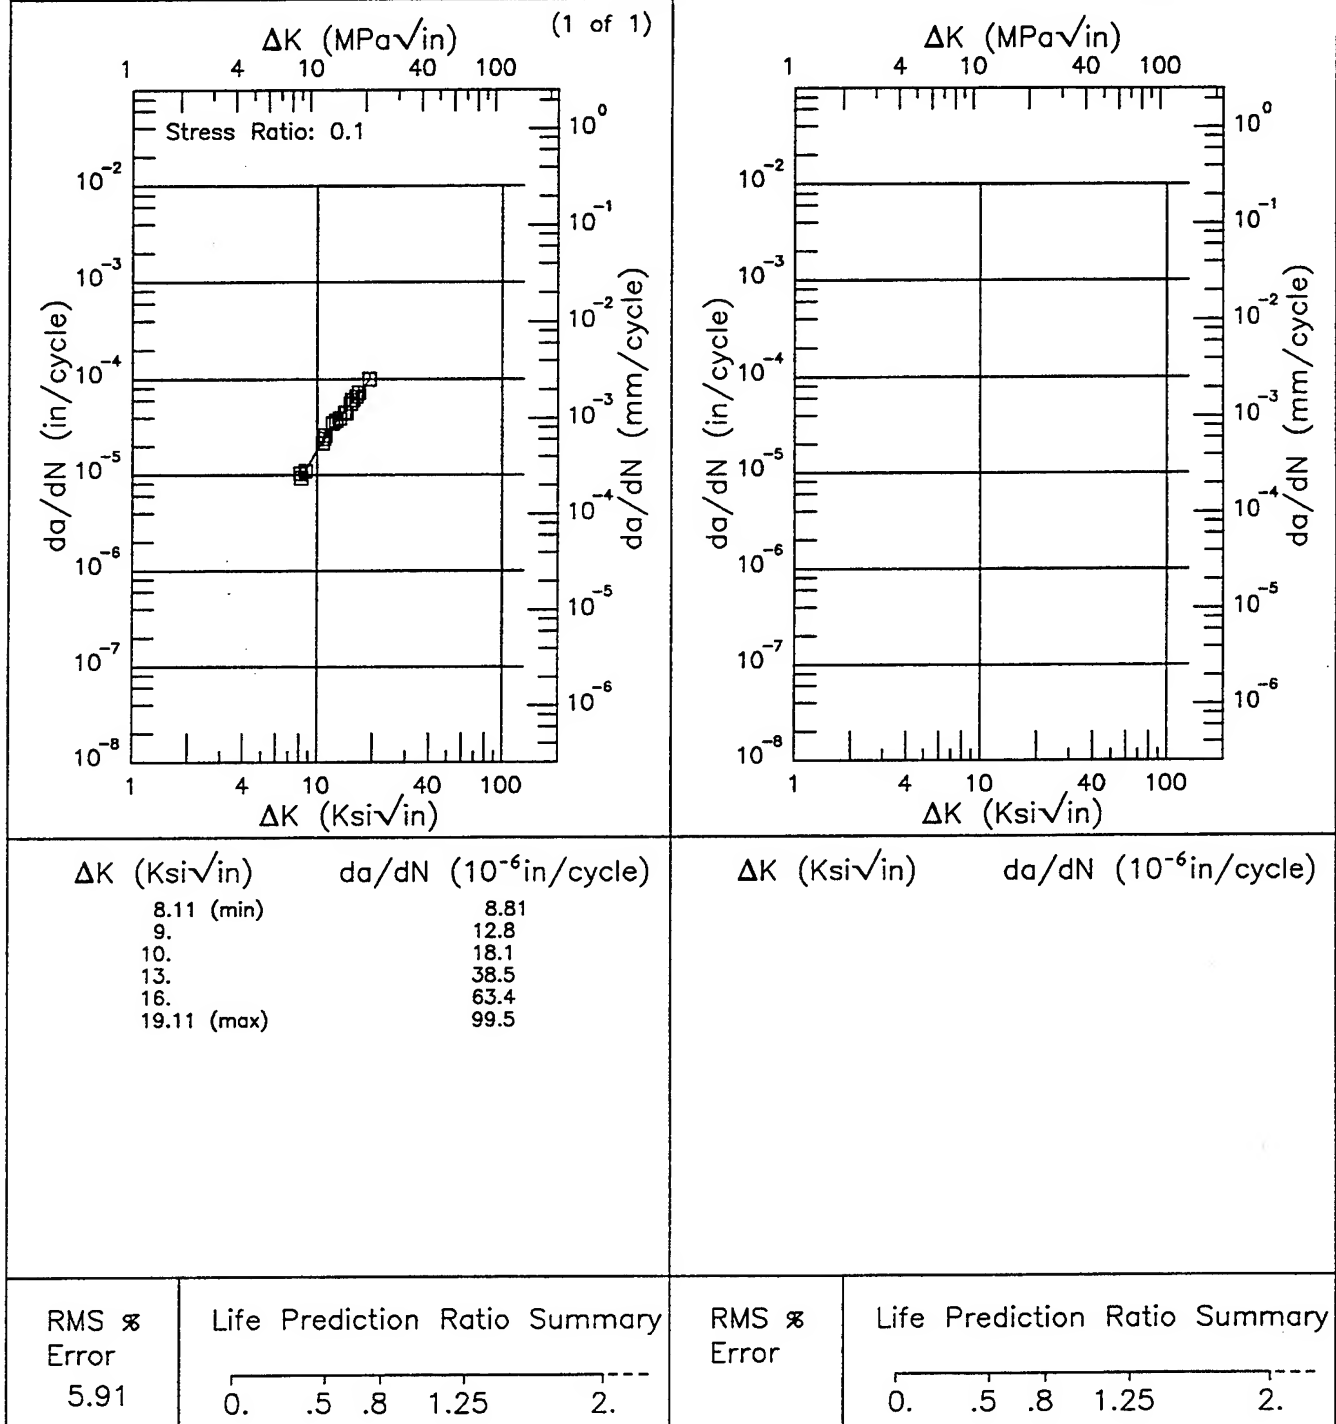 (1 of 1)
ΔK (MPa√in)
1 4 10 40 100
Stress Ratio: 0.1
10⁰
10⁻¹
10⁻²
10⁻³
10⁻⁴
10⁻⁵
10⁻⁶
da/dN (mm/cycle)
10⁻²
10⁻³
10⁻⁴
10⁻⁵
10⁻⁶
10⁻⁷
10⁻⁸
da/dN (in/cycle)
1 4 10 40 100
ΔK (Ksi√in)
ΔK (MPa√in)
1 4 10 40 100
10⁰
10⁻¹
10⁻²
10⁻³
10⁻⁴
10⁻⁵
10⁻⁶
da/dN (mm/cycle)
10⁻²
10⁻³
10⁻⁴
10⁻⁵
10⁻⁶
10⁻⁷
10⁻⁸
da/dN (in/cycle)
1 4 10 40 100
ΔK (Ksi√in)
ΔK (Ksi√in) da/dN (10⁻⁶in/cycle)
8.11 (min) 8.81
9. 12.8
10. 18.1
13. 38.5
16. 63.4
19.11 (max) 99.5
ΔK (Ksi√in) da/dN (10⁻⁶in/cycle)
RMS %
Error
5.91
Life Prediction Ratio Summary
0. .5 .8 1.25 2.
RMS %
Error
Life Prediction Ratio Summary
0. .5 .8 1.25 2.